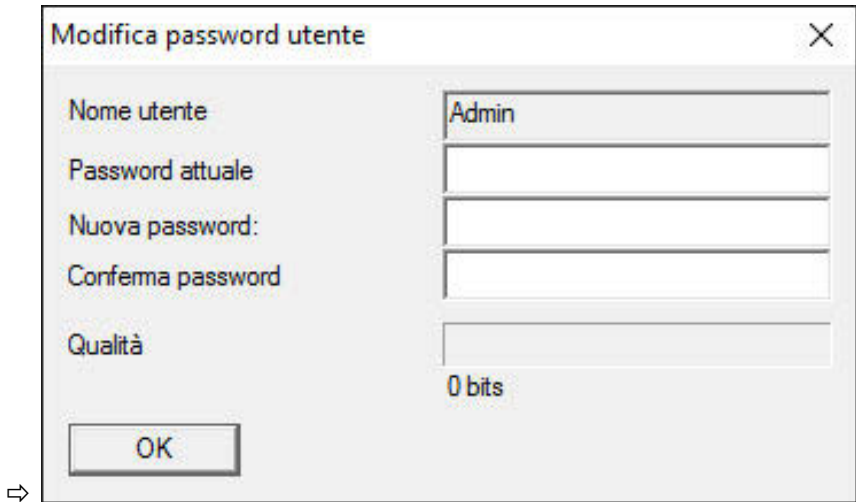 Modifica password utente
Nome utente Admin
Password attuale
Nuova password:
Conferma password
Qualità
0 bits
OK